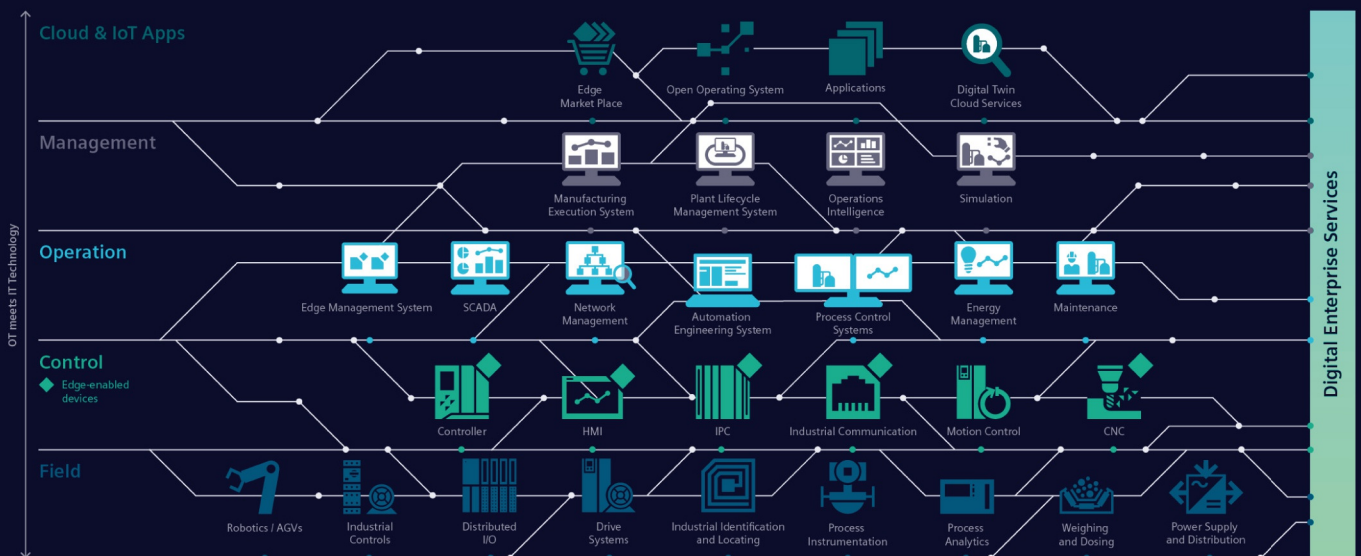 Cloud & IoT Apps
Edge
Market Place
Open Operating System
Applications
Digital Twin
Cloud Services
Management
Manufacturing
Execution System
Plant Lifecycle
Management System
Operations
Intelligence
Simulation
Operation
Edge Management System
SCADA
Network
Management
Automation
Engineering System
Process Control
Systems
Energy
Management
Maintenance
Control
Edge-enabled
devices
Controller
HMI
IPC
Industrial Communication
Motion Control
CNC
Field
Robotics / AGVs
Industrial
Controls
Distributed
I/O
Drive
Systems
Industrial Identification
and Locating
Process
Instrumentation
Process
Analytics
Weighing
and Dosing
Power Supply
and Distribution
OT meets IT Technology
Digital Enterprise Services